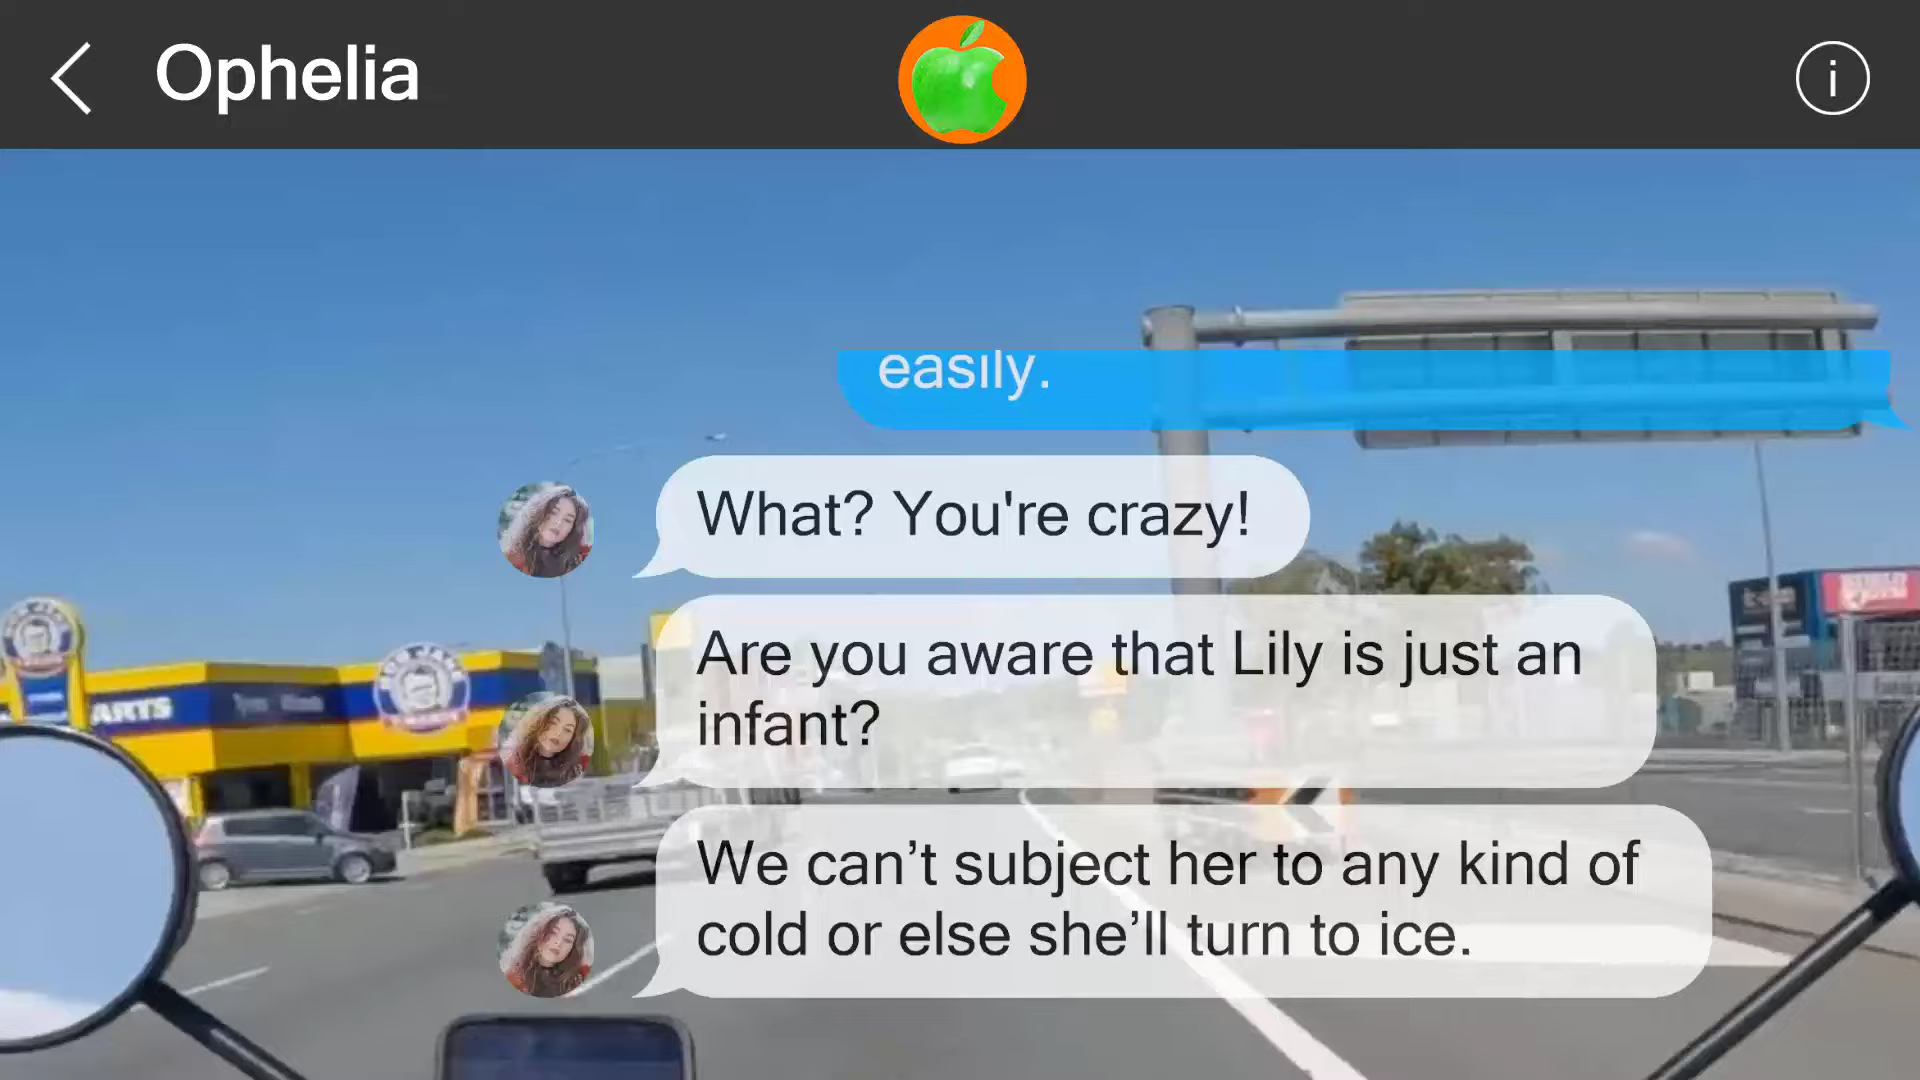 Ophelia
i
easily.
What? You're crazy!
Are you aware that Lily is just an
infant?
We can’t subject her to any kind of
cold or else she’ll turn to ice.
ARTS